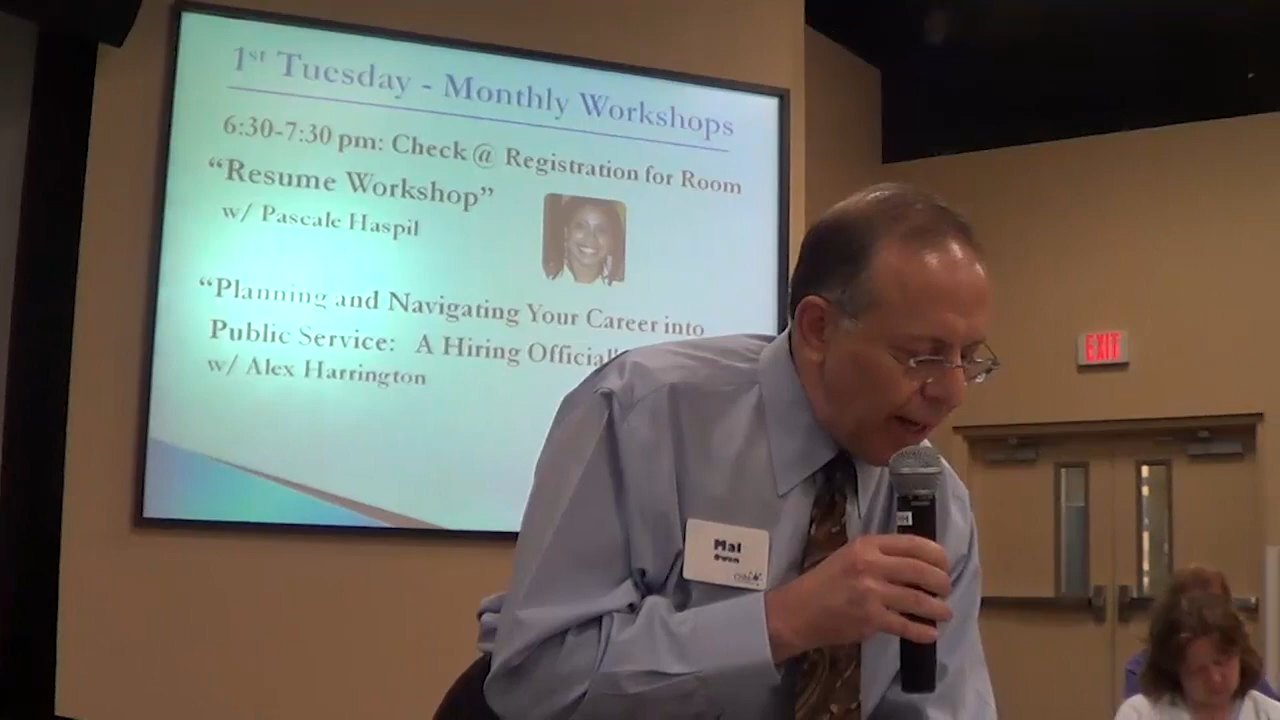 1st Tuesday - Monthly Workshops
6:30-7:30 pm: Check @ Registration for Room
“Resume Workshop”
w/ Pascale Haspil
“Planning and Navigating Your Career into
Public Service: A Hiring Official'
w/ Alex Harrington
EXIT
Mal
Owen